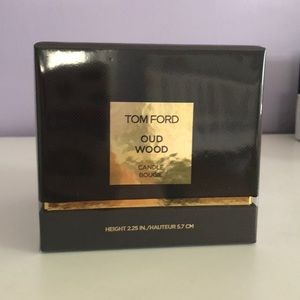 TOM FORD
OUD
WOOD
CANDLE
BOUGIE
HEIGHT 2.25 IN./HAUTEUR 5.7 CM